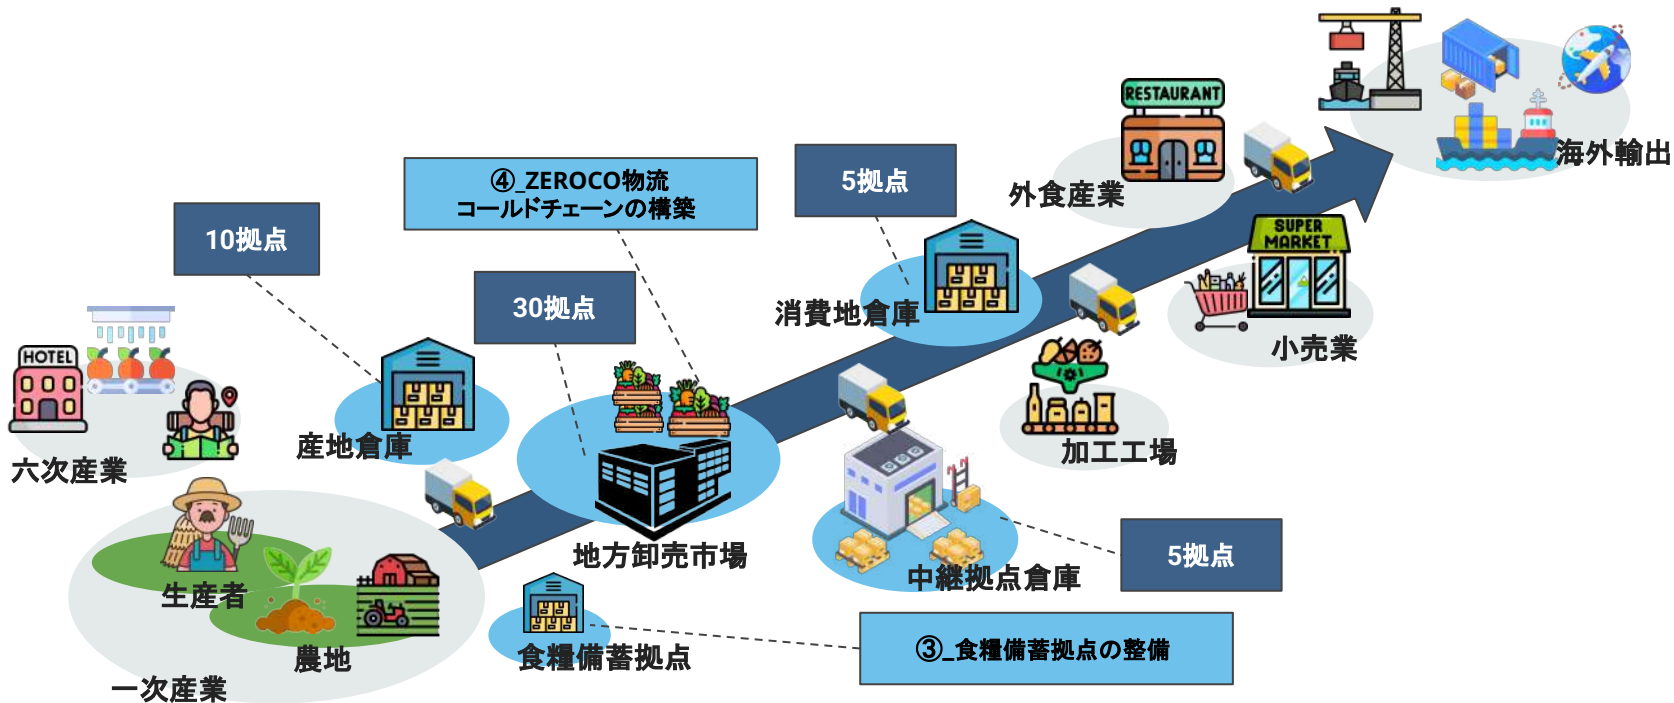 海外輸出
RESTAURANT
外食産業
SUPER
MARKET
小売業
5拠点
④_ZEROCO物流
コールドチェーンの構築
10拠点
30拠点
消費地倉庫
HOTEL
六次産業
産地倉庫
加工工場
地方卸売市場
中継拠点倉庫
5拠点
生産者
農地
一次産業
食糧備蓄拠点
③_食糧備蓄拠点の整備